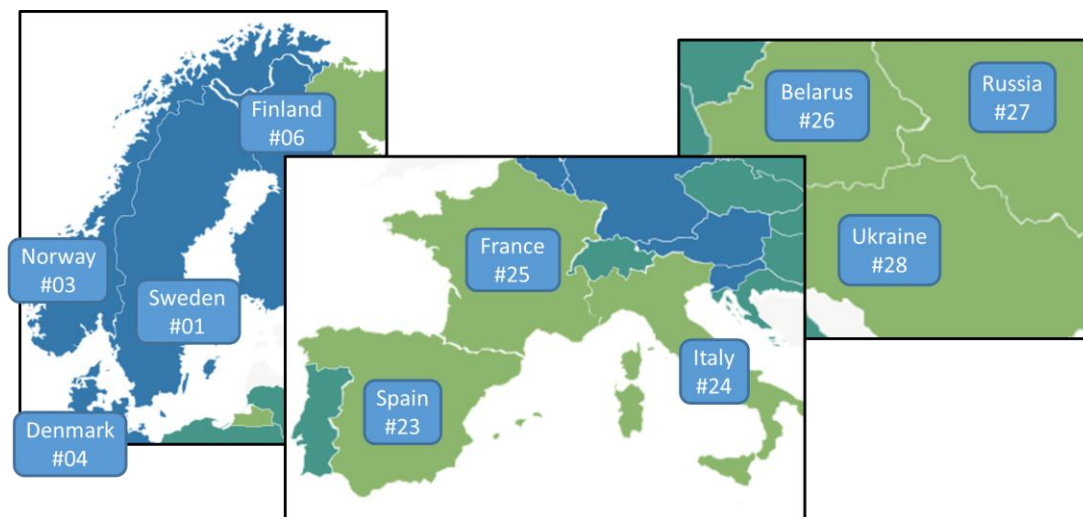 Finland
#06
Norway
#03
Sweden
#01
Denmark
#04
France
#25
Spain
#23
Italy
#24
Belarus
#26
Russia
#27
Ukraine
#28